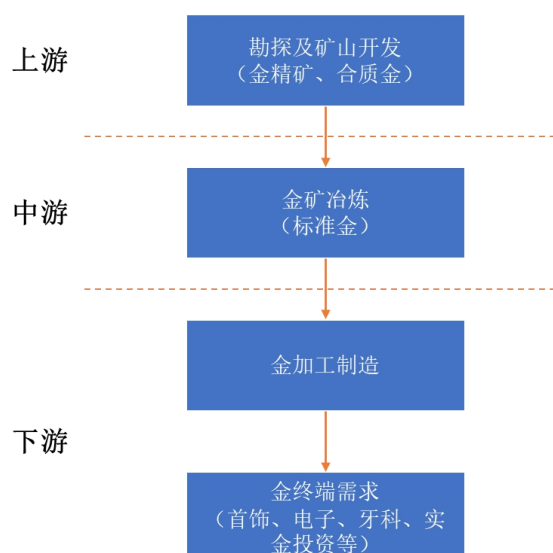 上游
勘探及矿山开发
（金精矿、合质金）
中游
金矿冶炼
（标准金）
金加工制造
下游
金终端需求
（首饰、电子、牙科、实
金投资等）